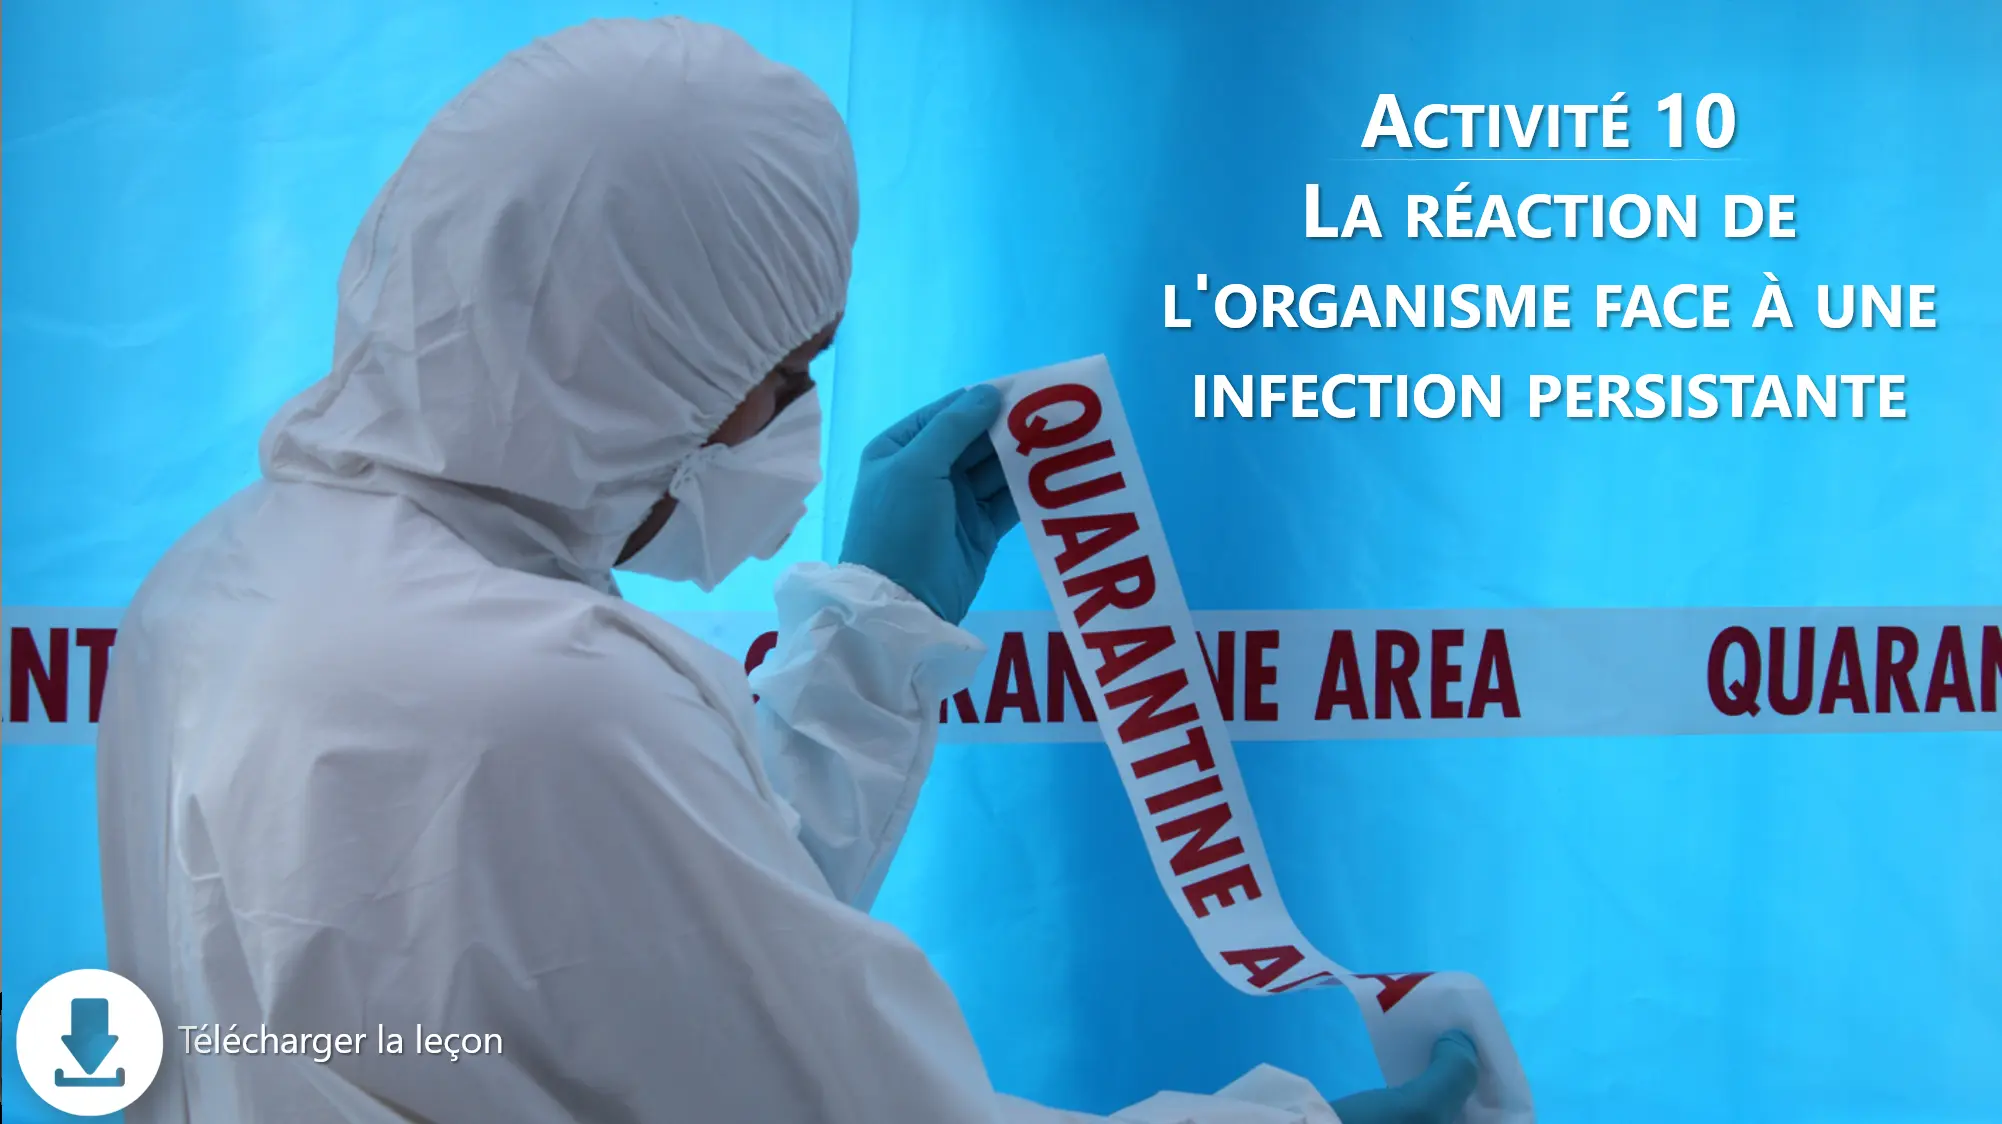 Activité 10
La réaction de
l'organisme face à une
infection persistante
QUARANTINE A
NE AREA
QUARAN
Télécharger la leçon